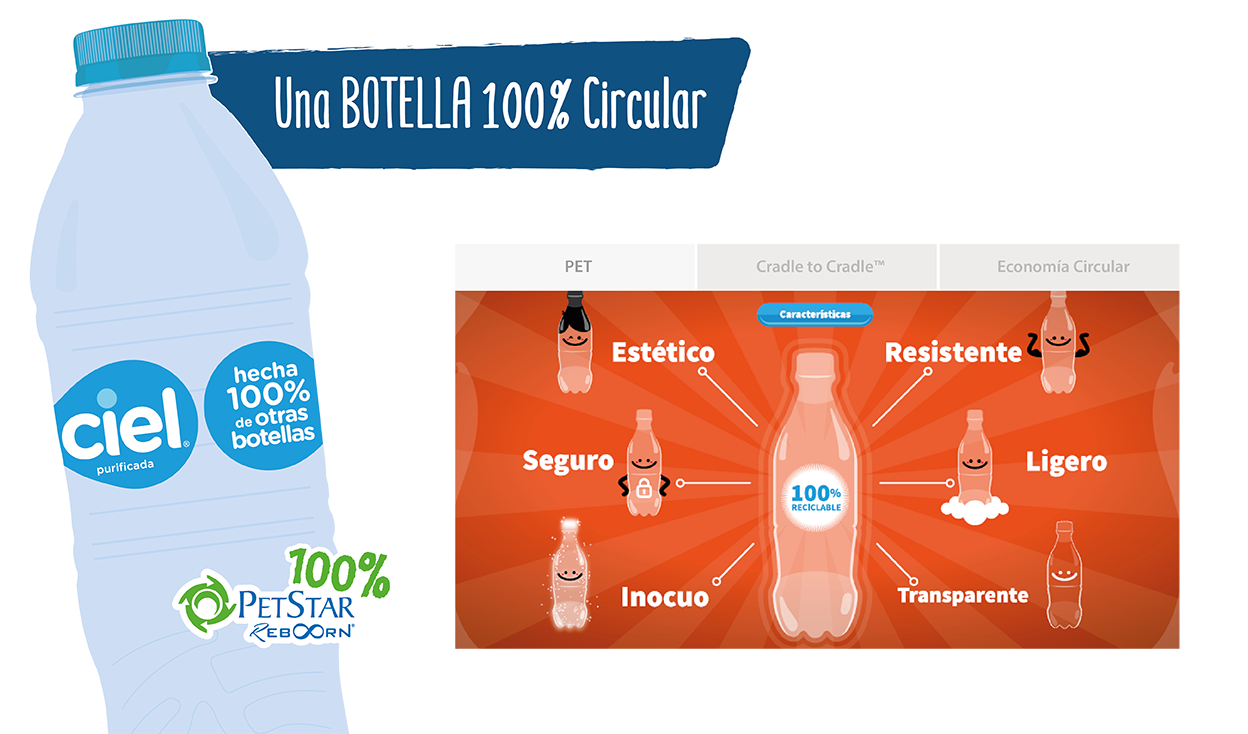 Una BOTELLA 100% Circular
ciel®
purificada
hecha
100%
de otras
botellas
100%
PETSTAR
REBORN®
PET
Cradle to Cradle™
Economía Circular
Características
Estético
Resistente
Seguro
Ligero
100%
RECICLABLE
Inocuo
Transparente